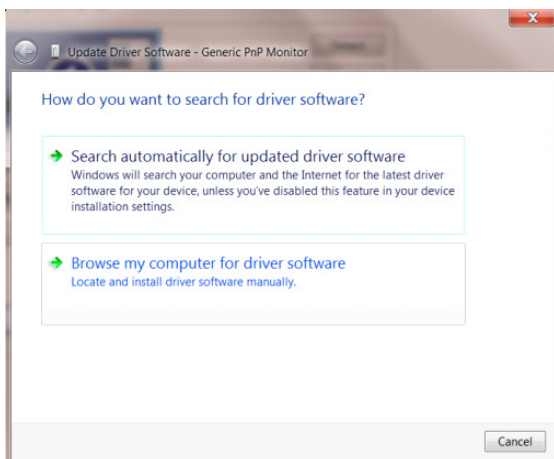 Update Driver Software - Generic PnP Monitor
How do you want to search for driver software?
Search automatically for updated driver software
Windows will search your computer and the Internet for the latest driver
software for your device, unless you've disabled this feature in your device
installation settings.
Browse my computer for driver software
Locate and install driver software manually.
Cancel